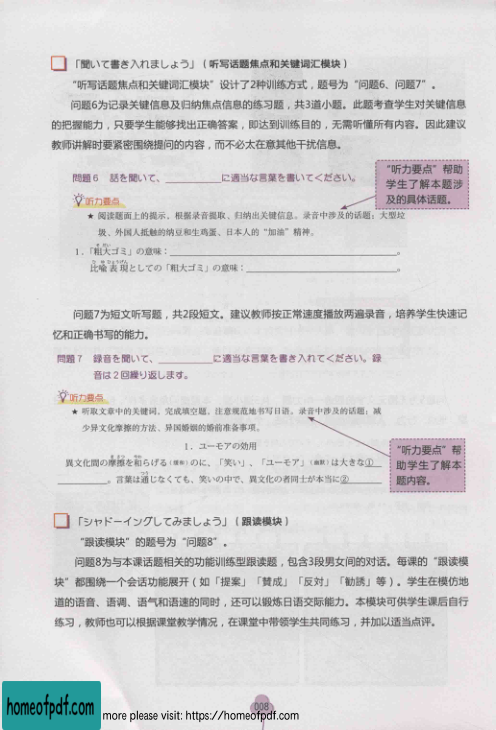 「聞いて書き入れましょう」(听写话题焦点和关键词汇模块)
"听写话题焦点和关键词汇模块"设计了2种训练方式，题号为"问题6、问题7"。
问题6为记录关键信息及归纳焦点信息的练习题，共3道小题。此题考查学生对关键信息
的把握能力，只要学生能够找出正确答案，即达到训练目的，无需听懂所有内容。因此建议
教师讲解时要紧密围绕提问的内容，而不必太在意其他干扰信息。
問題6 話を聞いて、__________に適当な言葉を書いてください。
"听力要点"帮助
学生了解本题涉
及的具体话题。
听力要点
★ 阅读题面上的提示，根据录音提取、归纳出关键信息。录音中涉及的话题：大型垃
圾、外国人抵触的纳豆和生鸡蛋、日本人的"加油"精神。
1.「粗大ゴミ」の意味：______________________________。
比喩表現としての「粗大ゴミ」の意味：______________________________。
问题7为短文听写题，共2段短文。建议教师按正常速度播放两遍录音，培养学生快速记
忆和正确书写的能力。
問題7 録音を聞いて、__________に適当な言葉を書き入れてください。録
音は2回繰り返します。
听力要点
★ 听取文章中的关键词、完成填空题。注意规范地书写日语。录音中涉及的话题：减
少异文化摩擦的方法、异国婚姻的婚前准备事项。
"听力要点"帮
助学生了解本
题内容。
1. ユーモアの効用
異文化間の摩擦を和らげる(缓和)のに、「笑い」、「ユーモア」(幽默)は大きな①
__________。言葉は通じなくても、笑いの中で、異文化の者同士が本当に②__________
「シャドーイングしてみましょう」(跟读模块)
"跟读模块"的题号为"问题8"。
问题8为与本课话题相关的功能训练型跟读题，包含3段男女间的对话。每课的"跟读模
块"都围绕一个会话功能展开(如「提案」「賛成」「反対」「勧誘」等)。学生在模仿地
道的语音、语调、语气和语速的同时，还可以锻炼日语交际能力。本模块可供学生课后自行
练习，教师也可以根据课堂教学情况，在课堂中带领学生共同练习，并加以适当点评。
008
homeofpdf.com
more please visit: https://homeofpdf.com